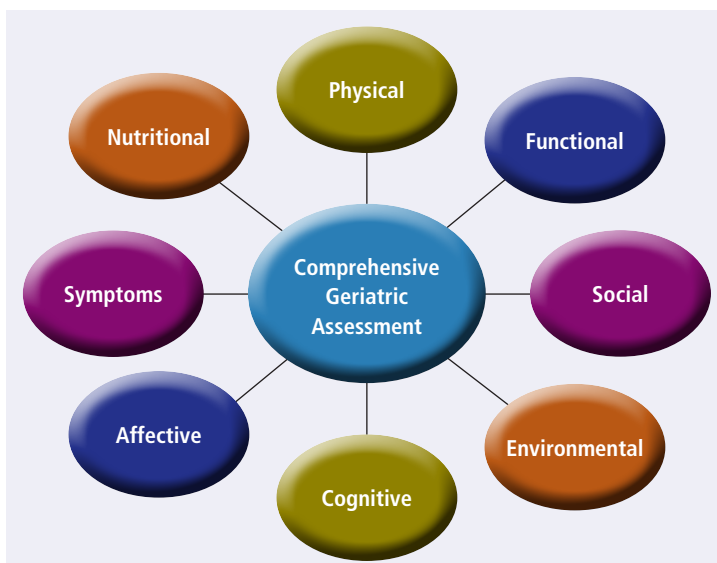 Physical
Nutritional
Functional
Symptoms
Comprehensive
Geriatric
Assessment
Social
Affective
Environmental
Cognitive